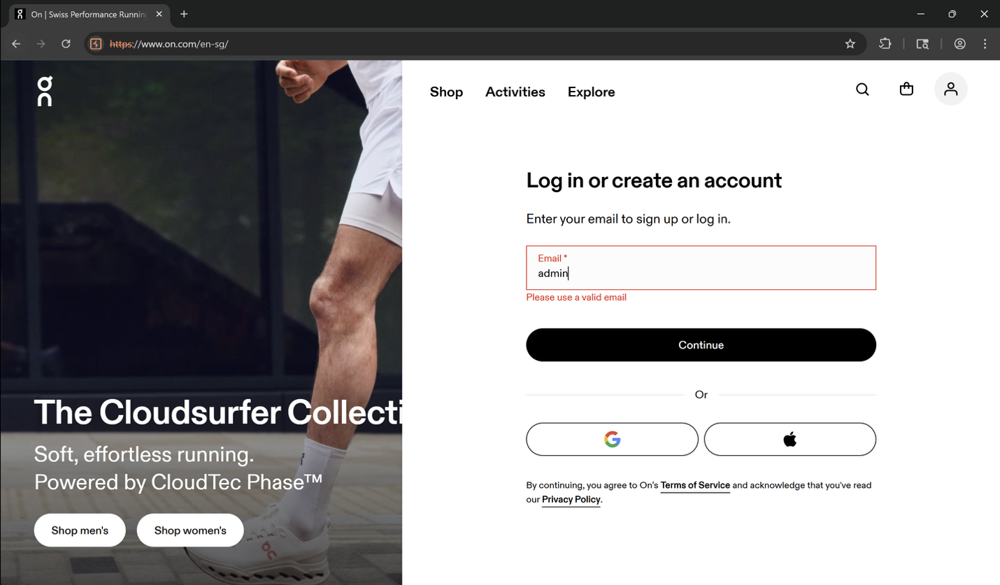 On | Swiss Performance Running
https://www.on.com/en-sg/
on
Shop Activities Explore
The Cloudsurfer Collecti
Soft, effortless running.
Powered by CloudTec Phase™
Shop men's Shop women's
Log in or create an account
Enter your email to sign up or log in.
Email *
admin
Please use a valid email
Continue
Or
By continuing, you agree to On's Terms of Service and acknowledge that you've read
our Privacy Policy.